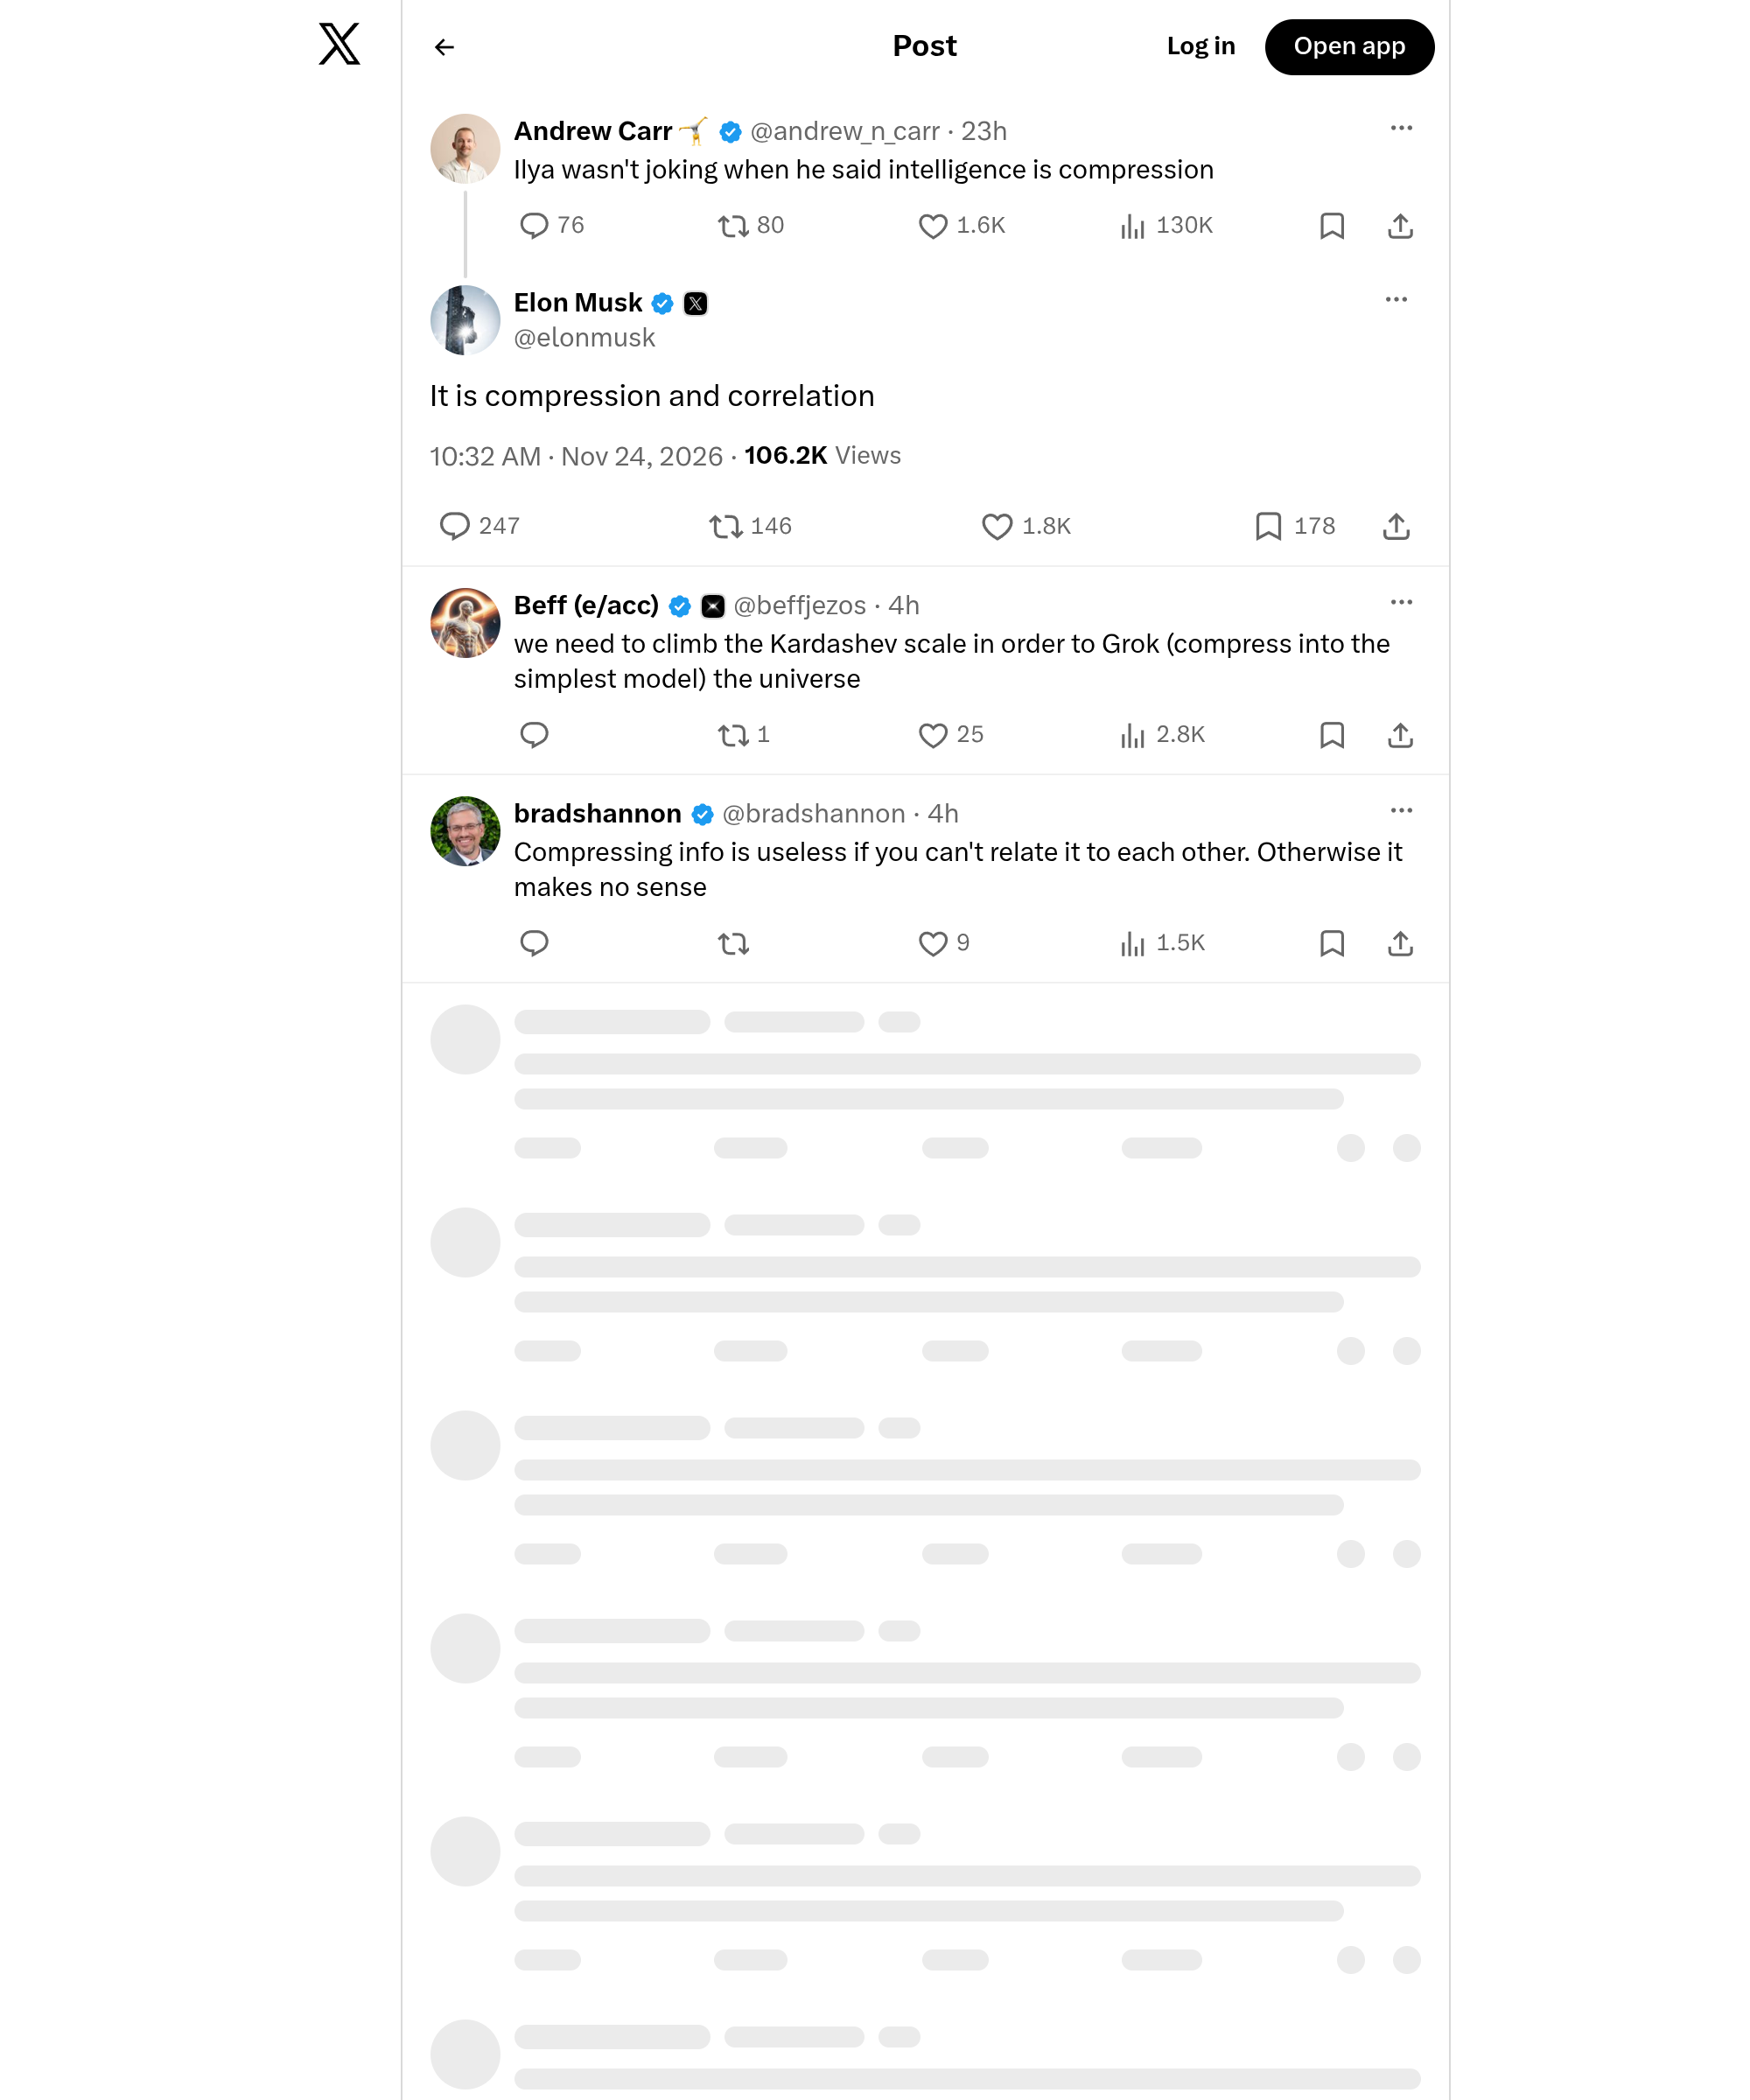 Post
Log in
Open app
Andrew Carr 🤸 @andrew_n_carr · 23h
Ilya wasn't joking when he said intelligence is compression
76 80 1.6K 130K
Elon Musk
@elonmusk
It is compression and correlation
10:32 AM · Nov 24, 2026 · 106.2K Views
247 146 1.8K 178
Beff (e/acc) @beffjezos · 4h
we need to climb the Kardashev scale in order to Grok (compress into the
simplest model) the universe
1 25 2.8K
bradshannon @bradshannon · 4h
Compressing info is useless if you can't relate it to each other. Otherwise it
makes no sense
9 1.5K